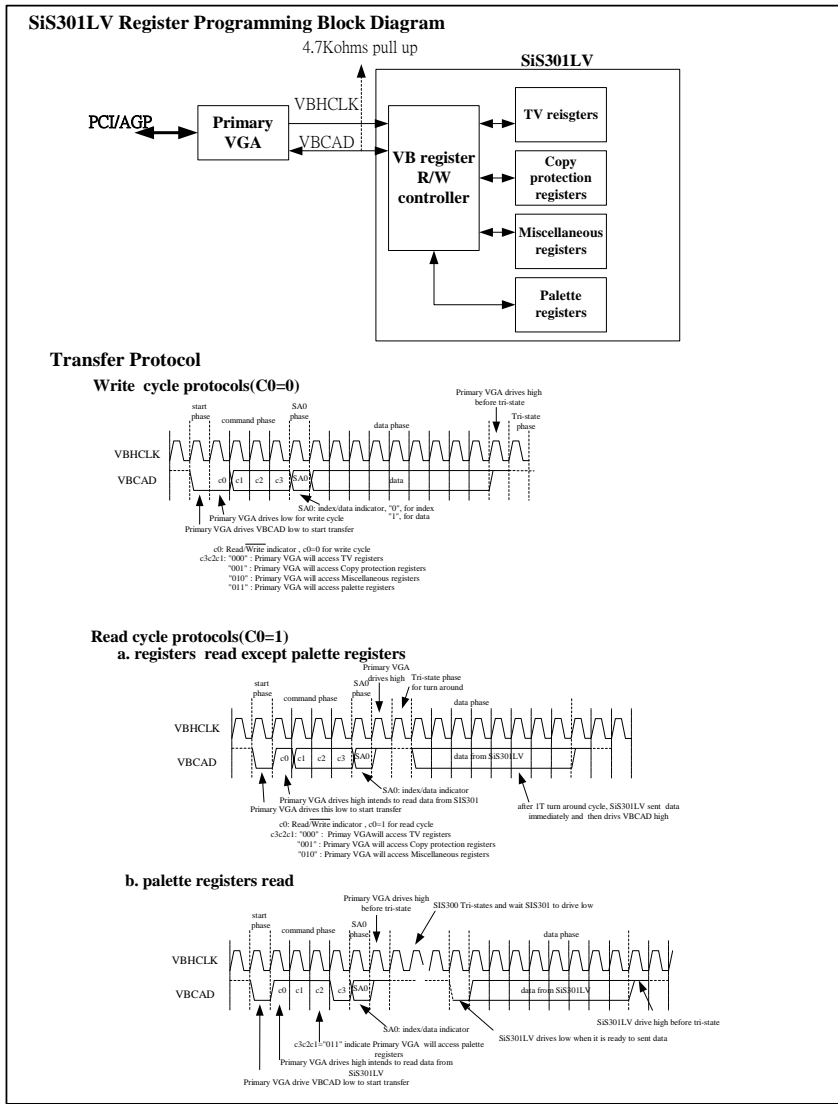 SiS301LV Register Programming Block Diagram
4.7Kohms pull up
SiS301LV
VBHCLK
PCI/AGP
Primary
VGA
VBCAD
VB register
R/W
controller
TV reisgters
Copy
protection
registers
Miscellaneous
registers
Palette
registers
Transfer Protocol
Write cycle protocols(C0=0)
start
phase
command phase
SA0
phase
data phase
Primary VGA drives high
before tri-state
Tri-state
phase
VBHCLK
VBCAD
c0 c1 c2 c3 SA0 data
SA0: index/data indicator, "0", for index
"1", for data
Primary VGA drives low for write cycle
Primary VGA drives VBCAD low to start transfer
c0: Read/Write indicator , c0=0 for write cycle
c3c2c1: "000" : Primary VGA will access TV registers
"001" : Primary VGA will access Copy protection registers
"010" : Primary VGA will access Miscellaneous registers
"011" : Primary VGA will access palette registers
Read cycle protocols(C0=1)
a. registers read except palette registers
start
phase
command phase
SA0
phase
Primary VGA
drives high
Tri-state phase
for turn around
data phase
VBHCLK
VBCAD
c0 c1 c2 c3 SA0 data from SiS301LV
SA0: index/data indicator
Primary VGA drives high intends to read data from SIS301
Primary VGA drives this low to start transfer
after 1T turn around cycle, SiS301LV sent data
immediately and then drivs VBCAD high
c0: Read/Write indicator , c0=1 for read cycle
c3c2c1: "000" : Primay VGAwill access TV registers
"001" : Primary VGA will access Copy protection registers
"010" : Primary VGA will access Miscellaneous registers
b. palette registers read
start
phase
command phase
SA0
phase
Primary VGA drives high
before tri-state
SIS300 Tri-states and wait SIS301 to drive low
data phase
VBHCLK
VBCAD
c0 c1 c2 c3 SA0 data from SiS301LV
SA0: index/data indicator
SiS301LV drive high before tri-state
SiS301LV drives low when it is ready to sent data
c3c2c1="011" indicate Primary VGA will access palette
registers
Primary VGA drives high intends to read data from
SiS301LV
Primary VGA drive VBCAD low to start transfer